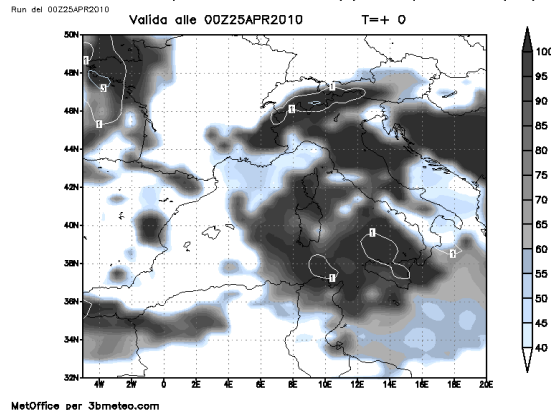 Run del 00Z25APR2010
Valida alle 00Z25APR2010 T=+ 0
50N
48N
46N
44N
42N
40N
38N
36N
34N
32N
4W 2W 0 2E 4E 6E 8E 10E 12E 14E 16E 18E 20E
100
95
90
85
80
75
70
65
60
55
50
45
40
MetOffice per 3bmeteo.com